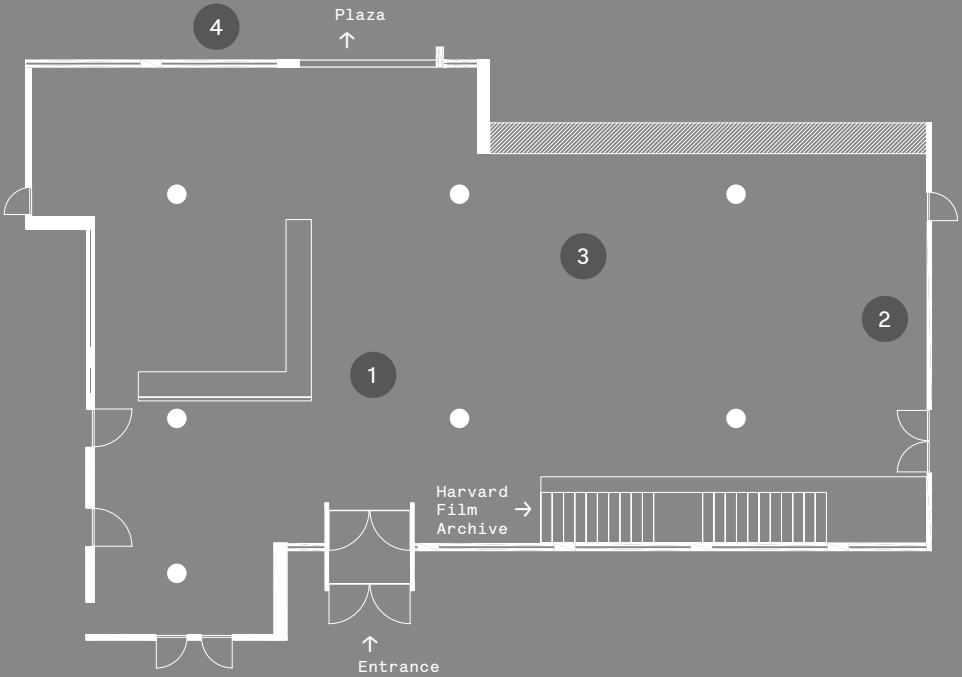 4
Plaza
↑
3
2
1
Harvard
Film →
Archive
↑
Entrance